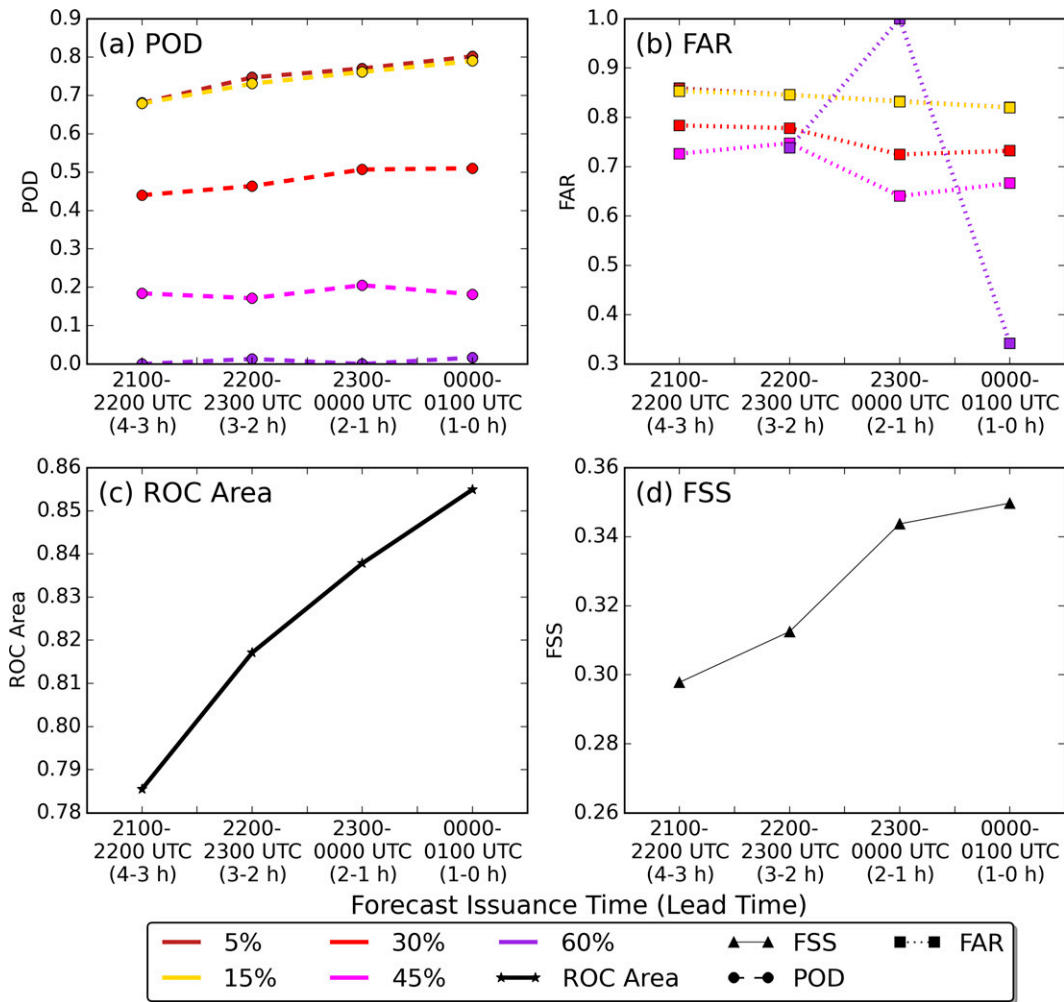 (a) POD
0.9
0.8
0.7
0.6
0.5
0.4
0.3
0.2
0.1
0.0
POD
2100-
2200 UTC
(4-3 h)
2200-
2300 UTC
(3-2 h)
2300-
0000 UTC
(2-1 h)
0000-
0100 UTC
(1-0 h)
(b) FAR
1.0
0.9
0.8
0.7
0.6
0.5
0.4
0.3
FAR
2100-
2200 UTC
(4-3 h)
2200-
2300 UTC
(3-2 h)
2300-
0000 UTC
(2-1 h)
0000-
0100 UTC
(1-0 h)
(c) ROC Area
0.86
0.85
0.84
0.83
0.82
0.81
0.80
0.79
0.78
ROC Area
2100-
2200 UTC
(4-3 h)
2200-
2300 UTC
(3-2 h)
2300-
0000 UTC
(2-1 h)
0000-
0100 UTC
(1-0 h)
(d) FSS
0.36
0.34
0.32
0.30
0.28
0.26
FSS
2100-
2200 UTC
(4-3 h)
2200-
2300 UTC
(3-2 h)
2300-
0000 UTC
(2-1 h)
0000-
0100 UTC
(1-0 h)
Forecast Issuance Time (Lead Time)
5%
30%
60%
FSS
FAR
15%
45%
ROC Area
POD